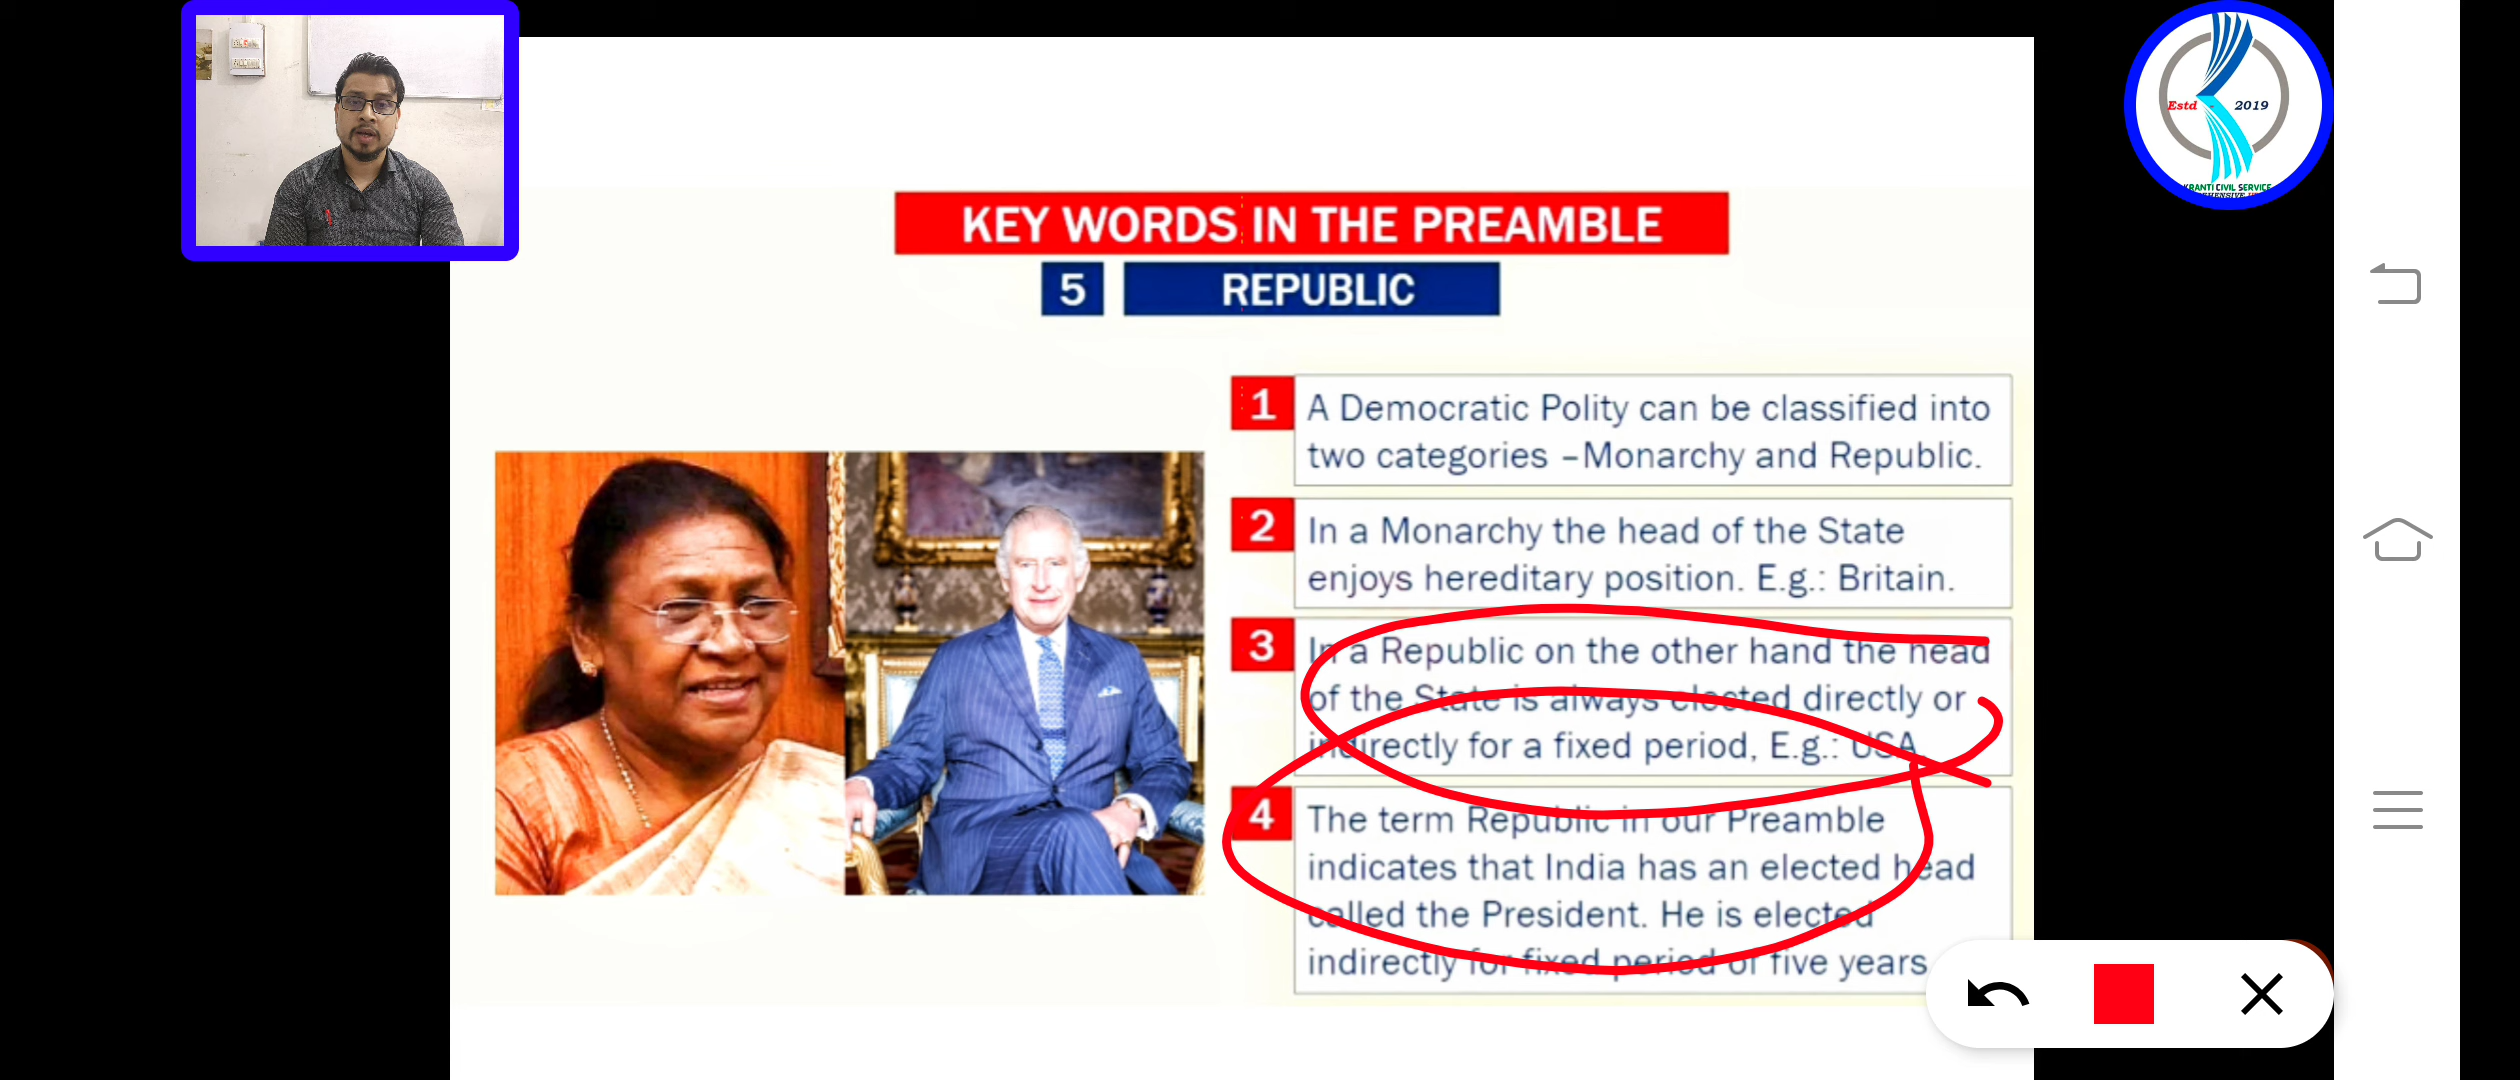 Estd - 2019
KRANTI CIVIL SERVICE
KEY WORDS IN THE PREAMBLE
5 REPUBLIC
1 A Democratic Polity can be classified into
two categories –Monarchy and Republic.
2 In a Monarchy the head of the State
enjoys hereditary position. E.g.: Britain.
3 In a Republic on the other hand the head
of the State is always elected directly or
indirectly for a fixed period, E.g.: USA.
4 The term Republic in our Preamble
indicates that India has an elected head
called the President. He is elected
indirectly for fixed period of five years